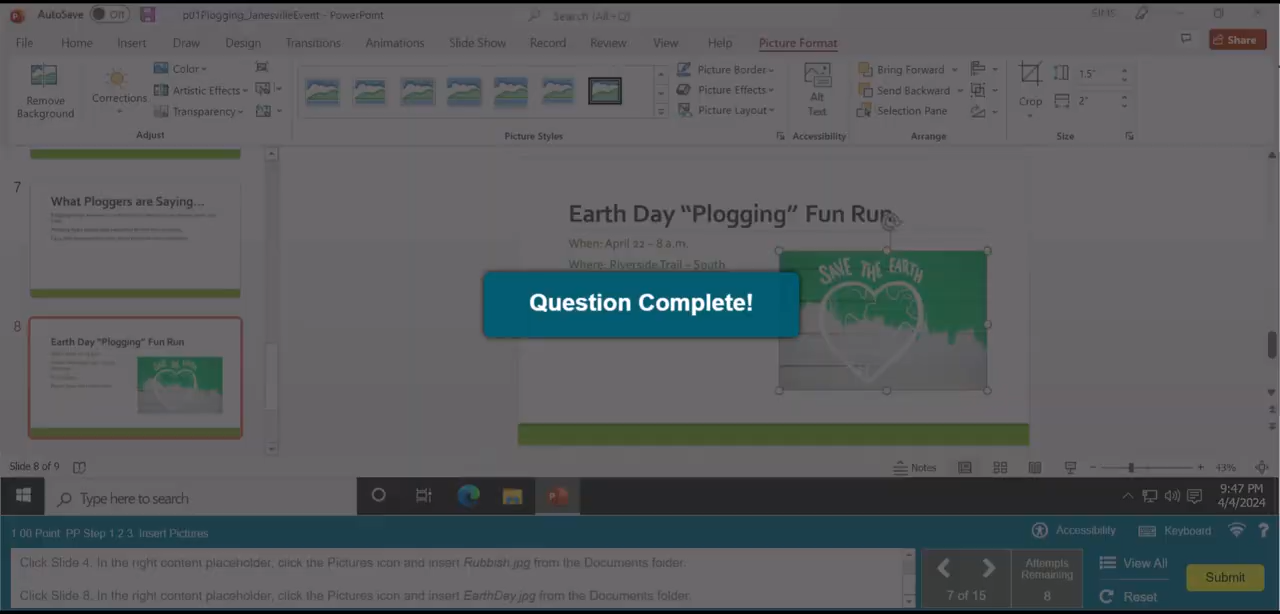 AutoSave Off p01Plogging_JanesvilleEvent - PowerPoint Search (Alt+Q) SIMS
File Home Insert Draw Design Transitions Animations Slide Show Record Review View Help Picture Format Share
Remove Background
Corrections
Color
Artistic Effects
Transparency
Adjust
Picture Styles
Picture Border
Picture Effects
Picture Layout
Alt Text
Accessibility
Bring Forward
Send Backward
Selection Pane
Arrange
Crop
1.5"
2"
Size
7
What Ploggers are Saying...
8
Earth Day "Plogging" Fun Run
SAVE THE EARTH
Earth Day "Plogging" Fun Run
When: April 22 – 8 a.m.
Where: Riverside Trail – South
SAVE THE EARTH
Question Complete!
Slide 8 of 9 Notes 43%
Type here to search
9:47 PM
4/4/2024
1.00 Point PP Step 1.2.3. Insert Pictures Accessibility Keyboard ?
Click Slide 4. In the right content placeholder, click the Pictures icon and insert Rubbish.jpg from the Documents folder.
Click Slide 8. In the right content placeholder, click the Pictures icon and insert EarthDay.jpg from the Documents folder.
7 of 15
Attempts Remaining
8
View All
Reset
Submit